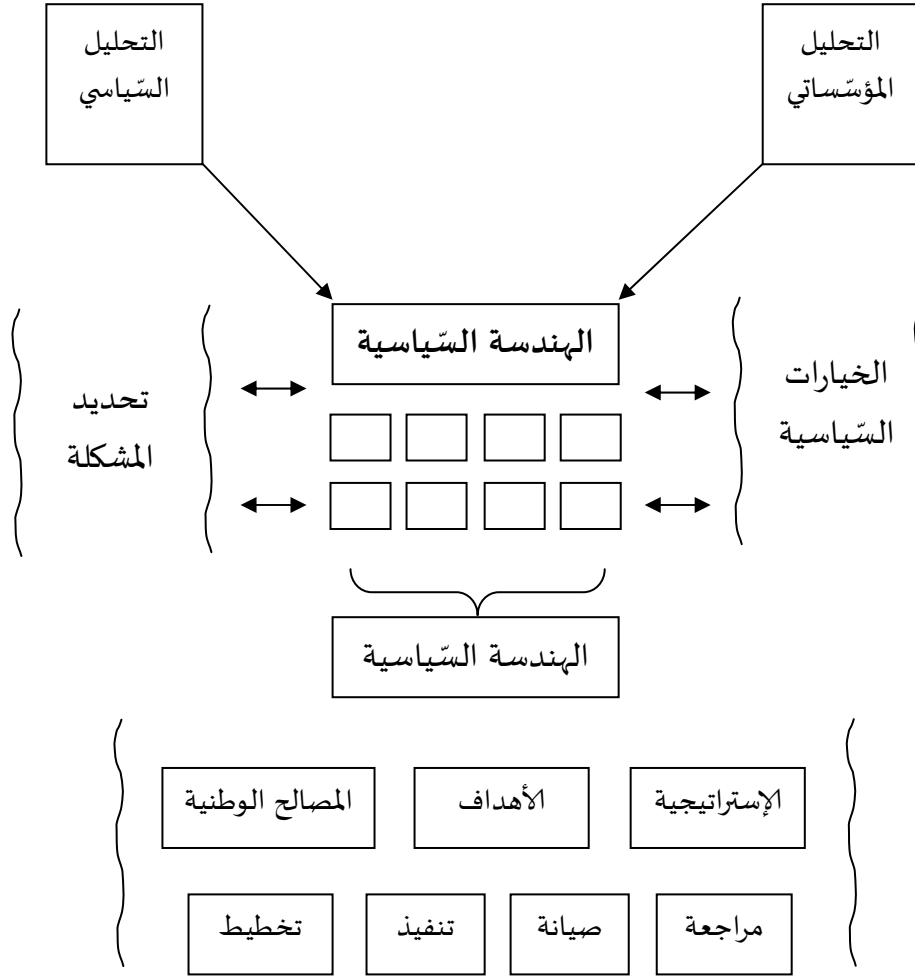 التحليل
المؤسّساتي
التحليل
السّياسي
الهندسة السّياسية
الخيارات
السّياسية
تحديد
المشكلة
الهندسة السّياسية
الإستراتيجية
الأهداف
المصالح الوطنية
مراجعة
صيانة
تنفيذ
تخطيط